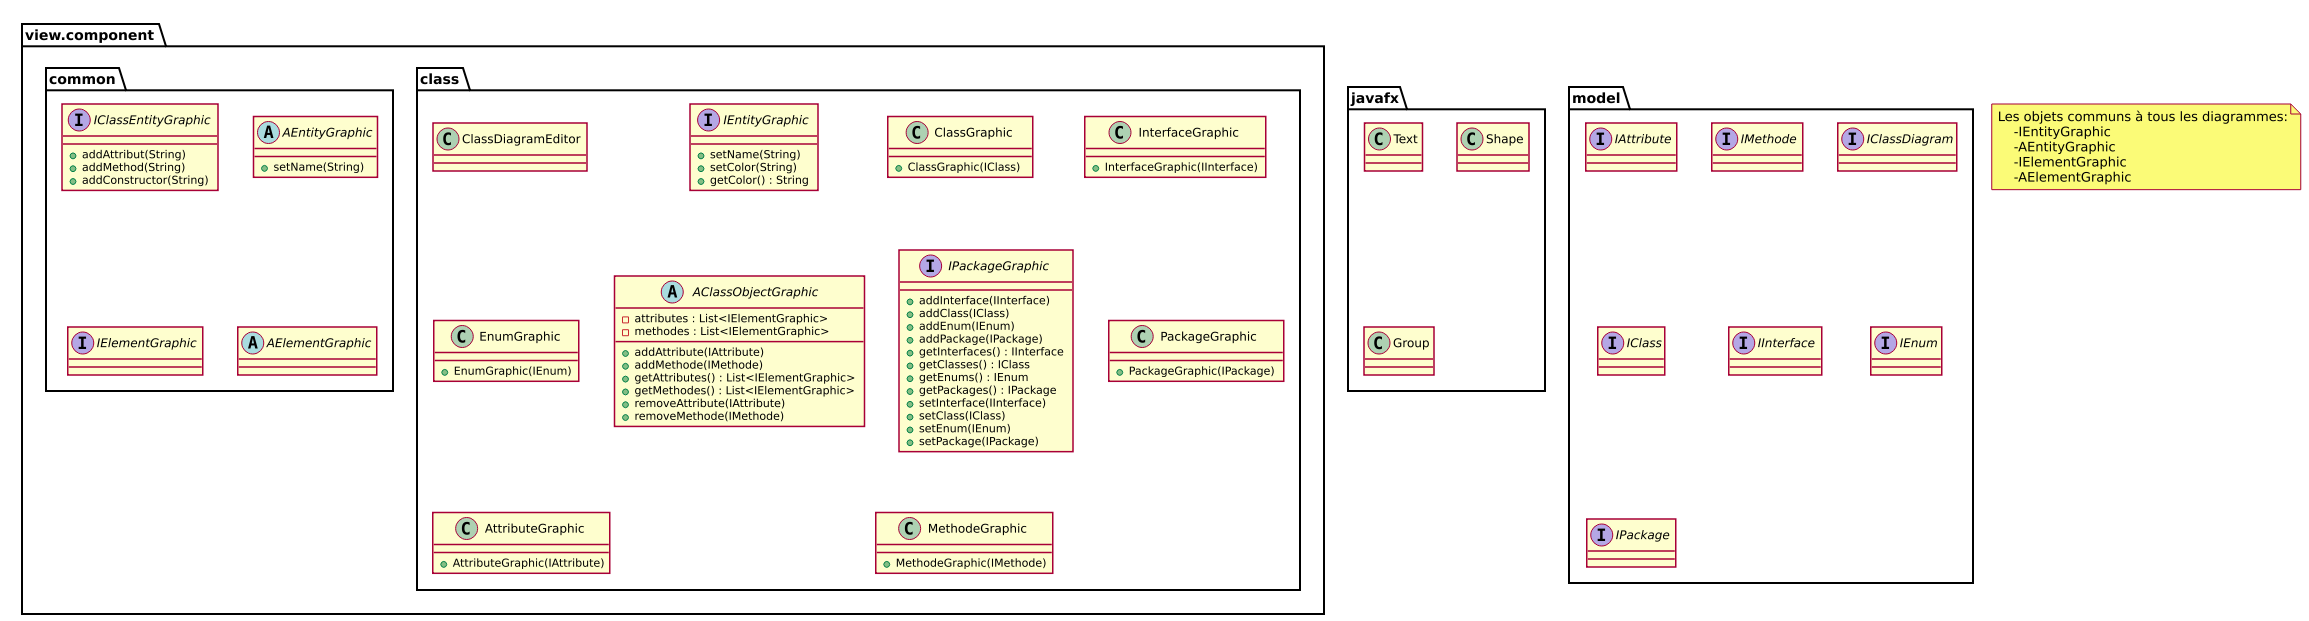 view.component
common
I IClassEntityGraphic
addAttribut(String)
addMethod(String)
addConstructor(String)
A AEntityGraphic
setName(String)
I IElementGraphic
A AElementGraphic
class
C ClassDiagramEditor
I IEntityGraphic
setName(String)
setColor(String)
getColor() : String
C ClassGraphic
ClassGraphic(IClass)
C InterfaceGraphic
InterfaceGraphic(IInterface)
C EnumGraphic
EnumGraphic(IEnum)
A AClassObjectGraphic
attributes : List<IElementGraphic>
methodes : List<IElementGraphic>
addAttribute(IAttribute)
addMethode(IMethode)
getAttributes() : List<IElementGraphic>
getMethodes() : List<IElementGraphic>
removeAttribute(IAttribute)
removeMethode(IMethode)
I IPackageGraphic
addInterface(IInterface)
addClass(IClass)
addEnum(IEnum)
addPackage(IPackage)
getInterfaces() : IInterface
getClasses() : IClass
getEnums() : IEnum
getPackages() : IPackage
setInterface(IInterface)
setClass(IClass)
setEnum(IEnum)
setPackage(IPackage)
C PackageGraphic
PackageGraphic(IPackage)
C AttributeGraphic
AttributeGraphic(IAttribute)
C MethodeGraphic
MethodeGraphic(IMethode)
javafx
C Text
C Shape
C Group
model
I IAttribute
I IMethode
I IClassDiagram
I IClass
I IInterface
I IEnum
I IPackage
Les objets communs à tous les diagrammes:
-IEntityGraphic
-AEntityGraphic
-IElementGraphic
-AElementGraphic